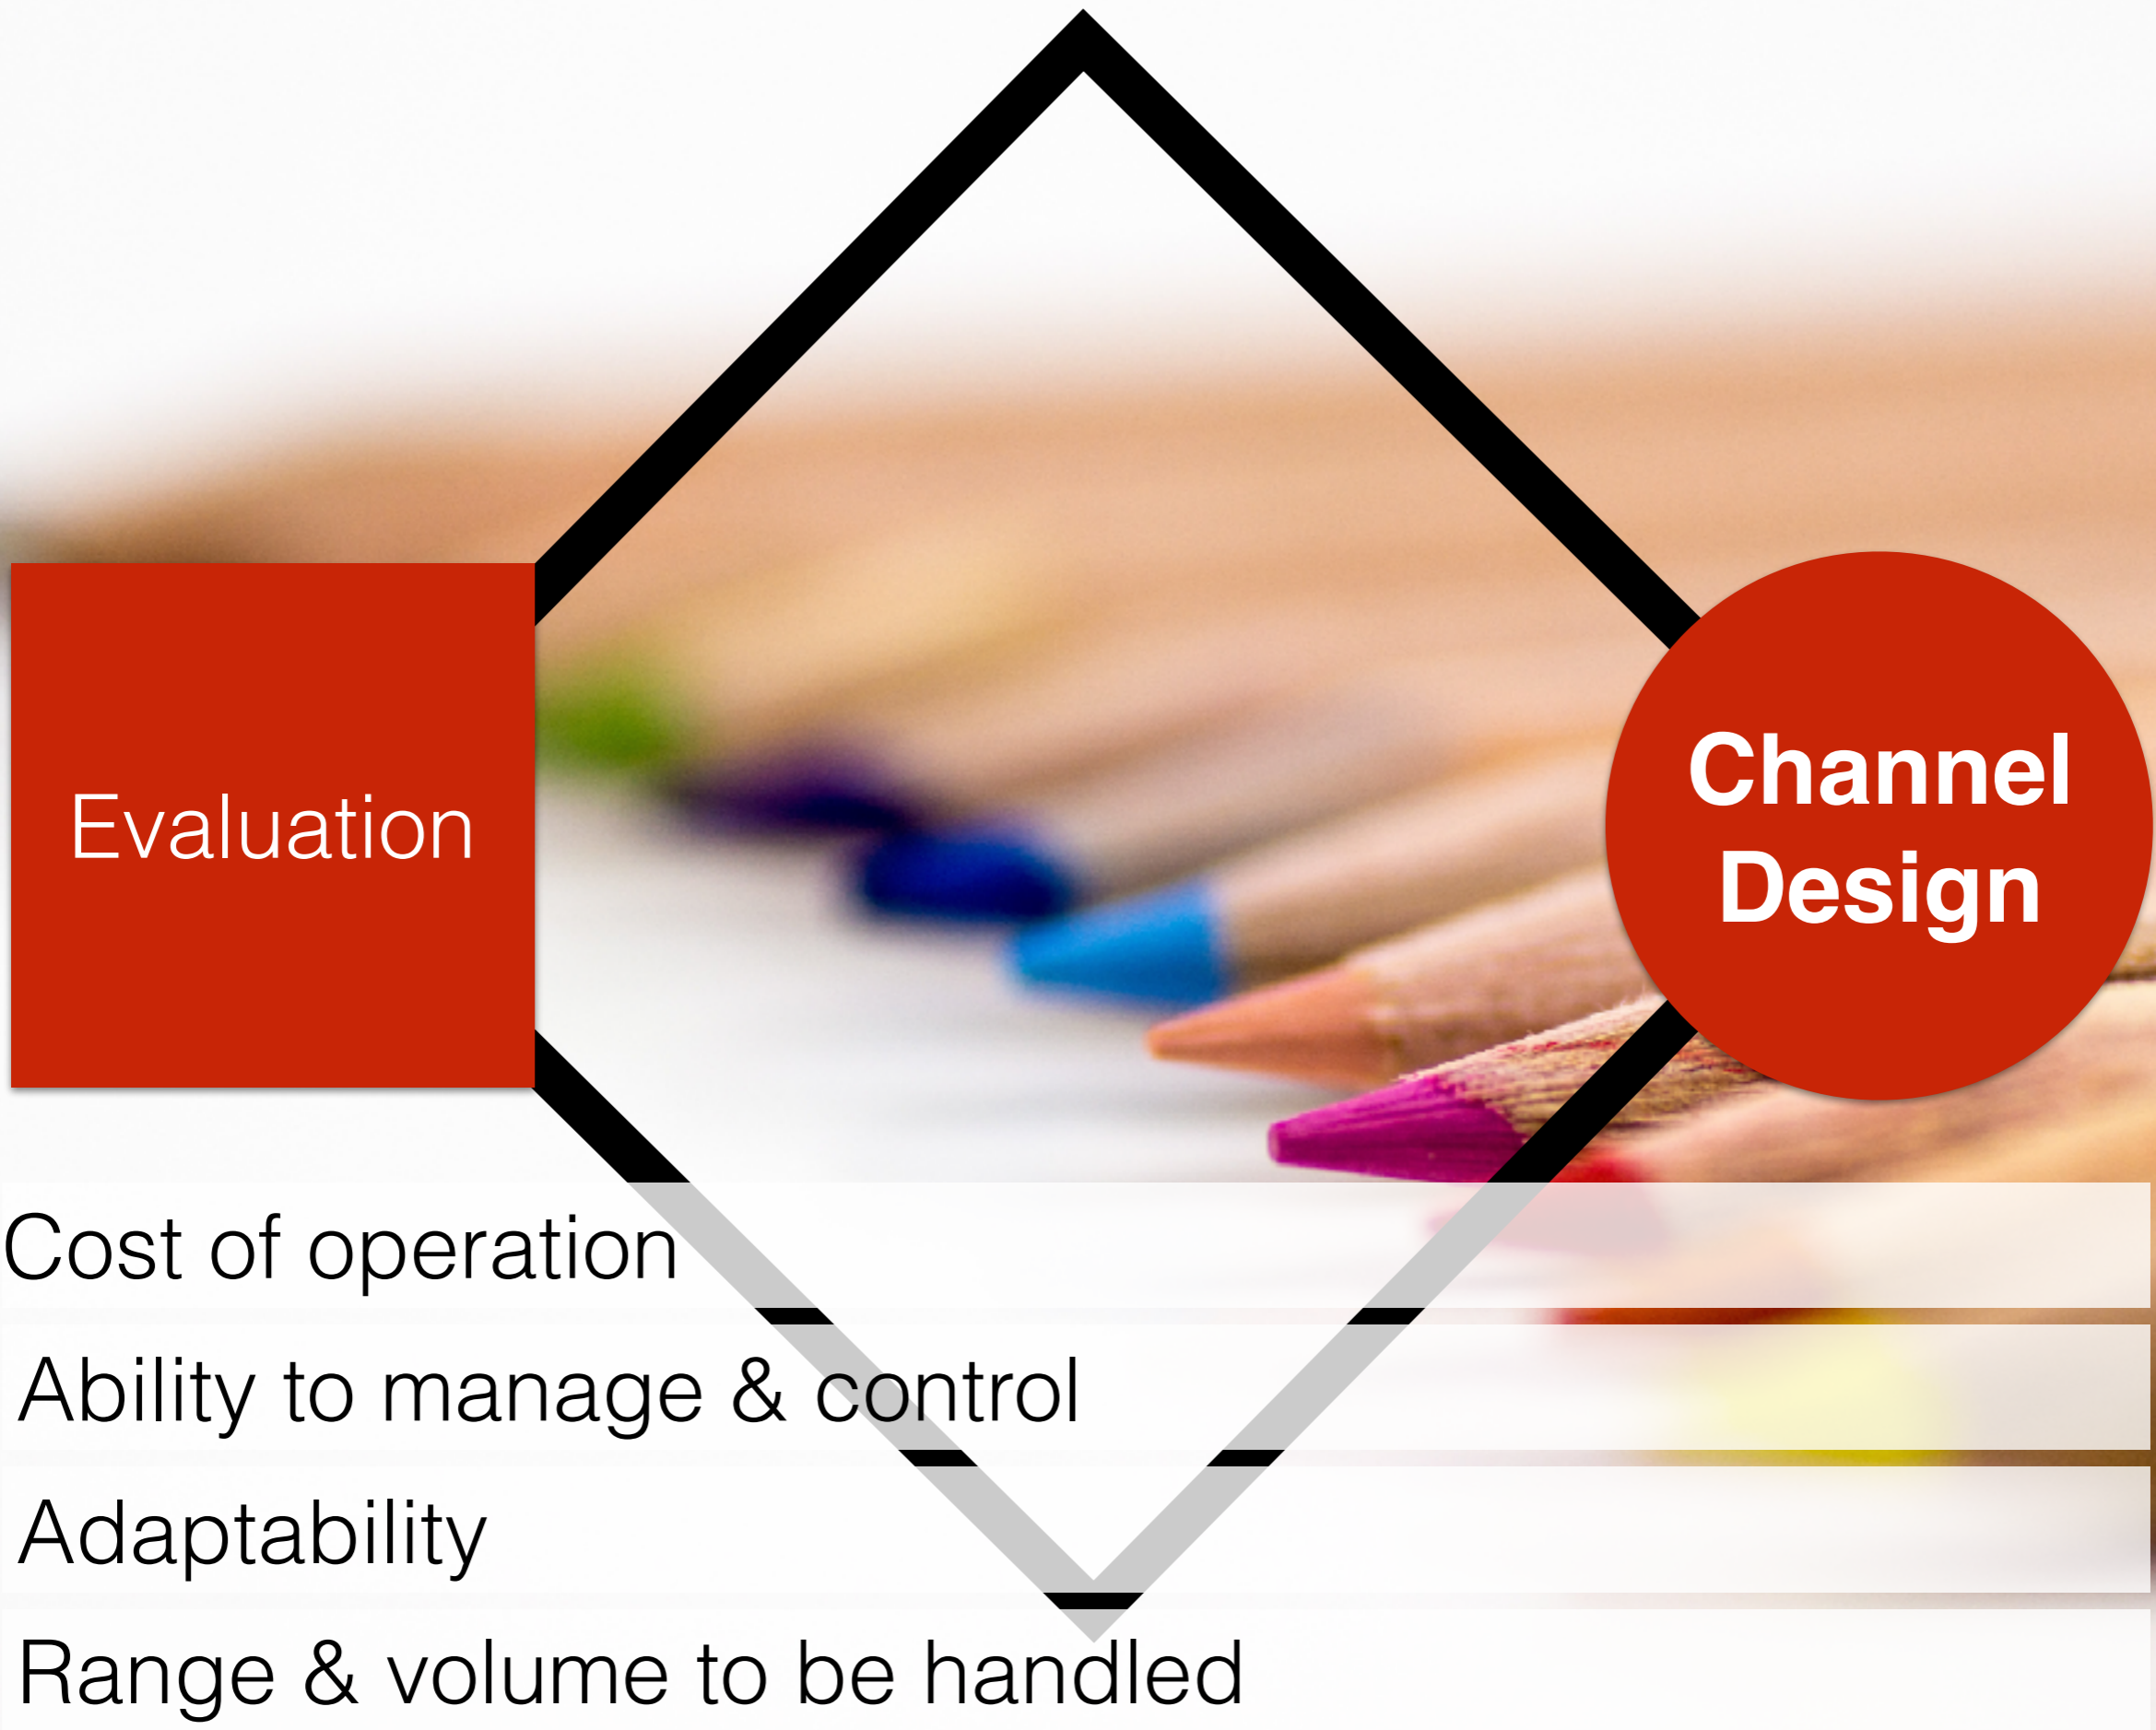 Evaluation
Channel
Design
Cost of operation
Ability to manage & control
Adaptability
Range & volume to be handled